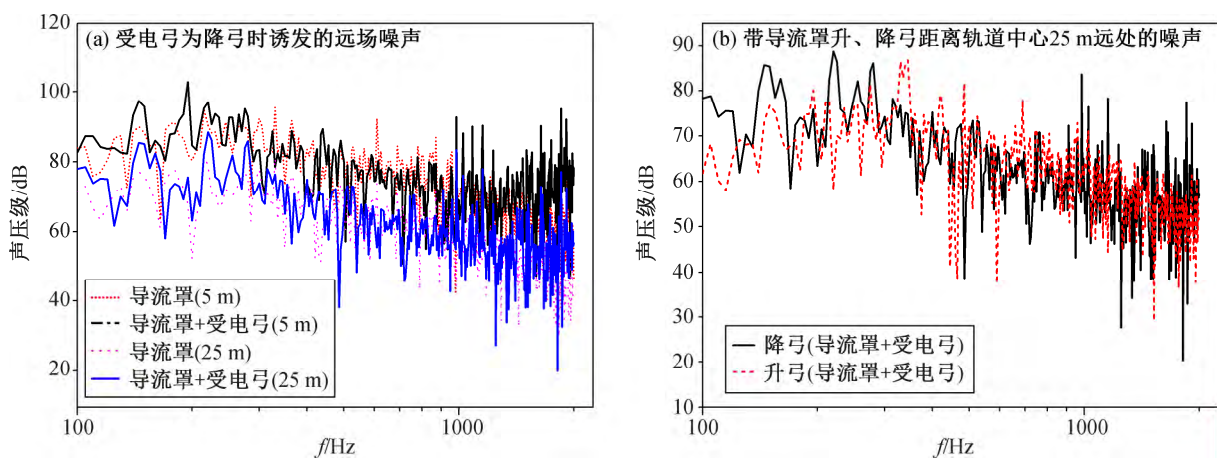 (a) 受电弓为降弓时诱发的远场噪声
120
100
80
60
40
20
声压级/dB
导流罩(5 m)
导流罩+受电弓(5 m)
导流罩(25 m)
导流罩+受电弓(25 m)
100
1000
f/Hz
(b) 带导流罩升、降弓距离轨道中心25 m远处的噪声
90
80
70
60
50
40
30
20
10
声压级/dB
降弓(导流罩+受电弓)
升弓(导流罩+受电弓)
100
1000
f/Hz